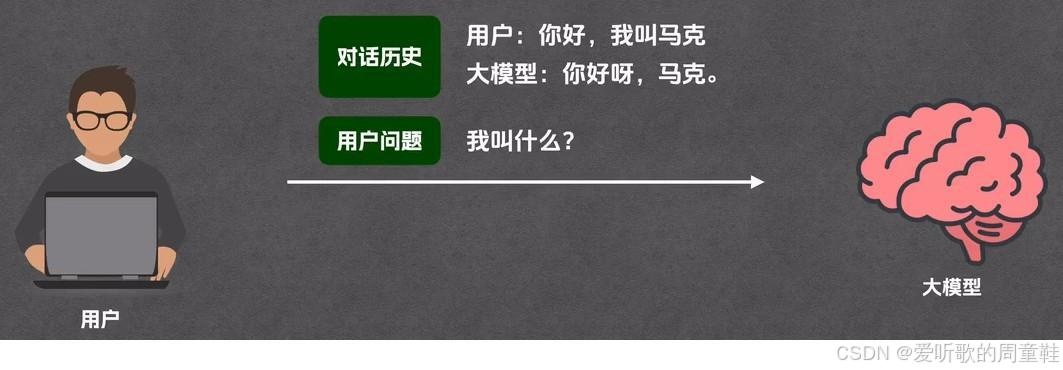 对话历史
用户：你好，我叫马克
大模型：你好呀，马克。
用户问题
我叫什么？
用户
大模型
CSDN @爱听歌的周童鞋